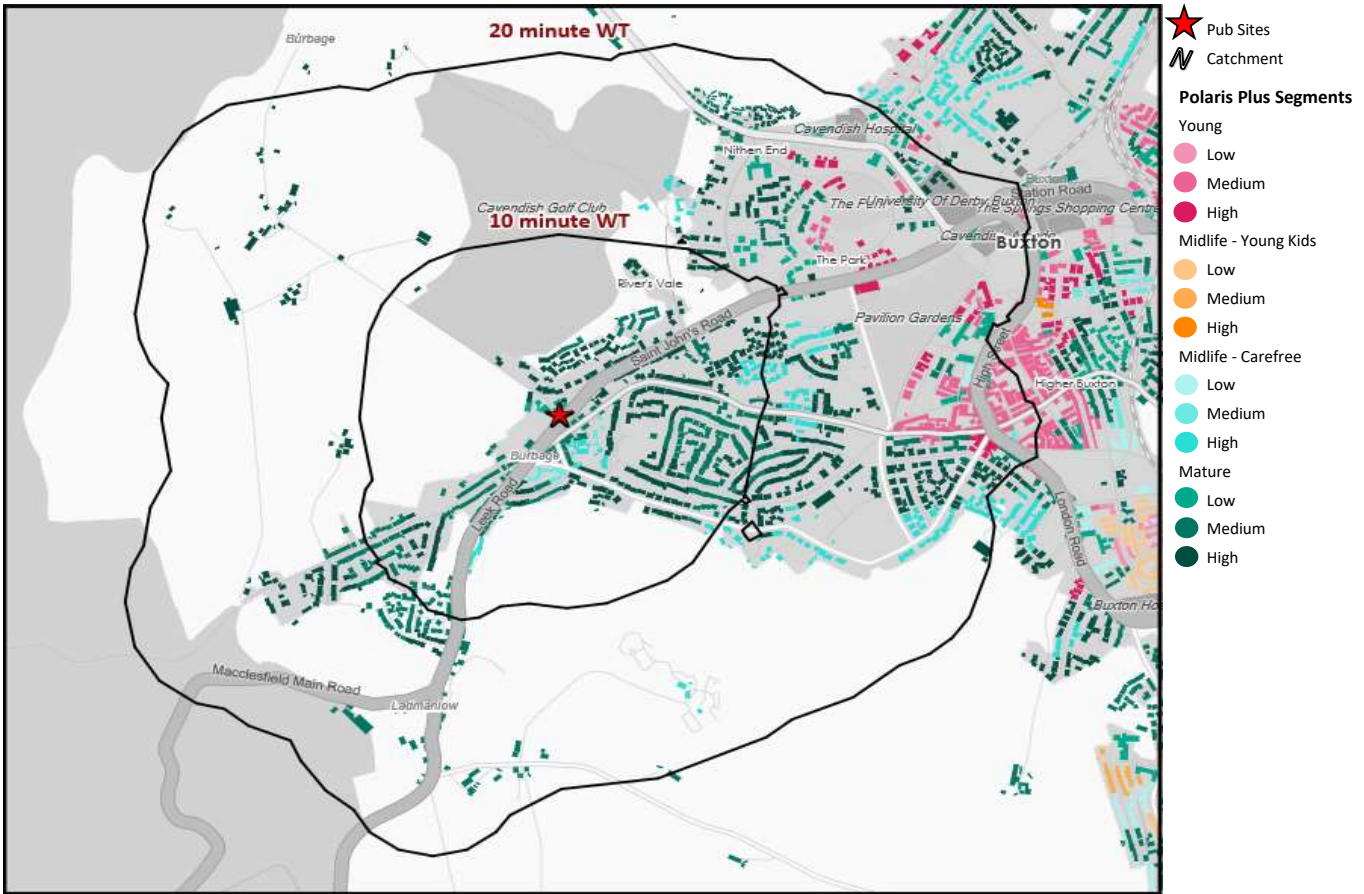 20 minute WT
Burbage
Cavendish Hospital
Nithen End
Buxton
Station Road
University Of Derby Buxton
The Springs Shopping Centre
Cavendish Golf Club
10 minute WT
Buxton
The Park
River's Vale
Pavilion Gardens
Saint John's Road
High Street
Higher Buxton
Burbage
Leek Road
London Road
Macclesfield Main Road
Ladmanlow
Pub Sites
Catchment
Polaris Plus Segments
Young
Low
Medium
High
Midlife - Young Kids
Low
Medium
High
Midlife - Carefree
Low
Medium
High
Mature
Low
Medium
High